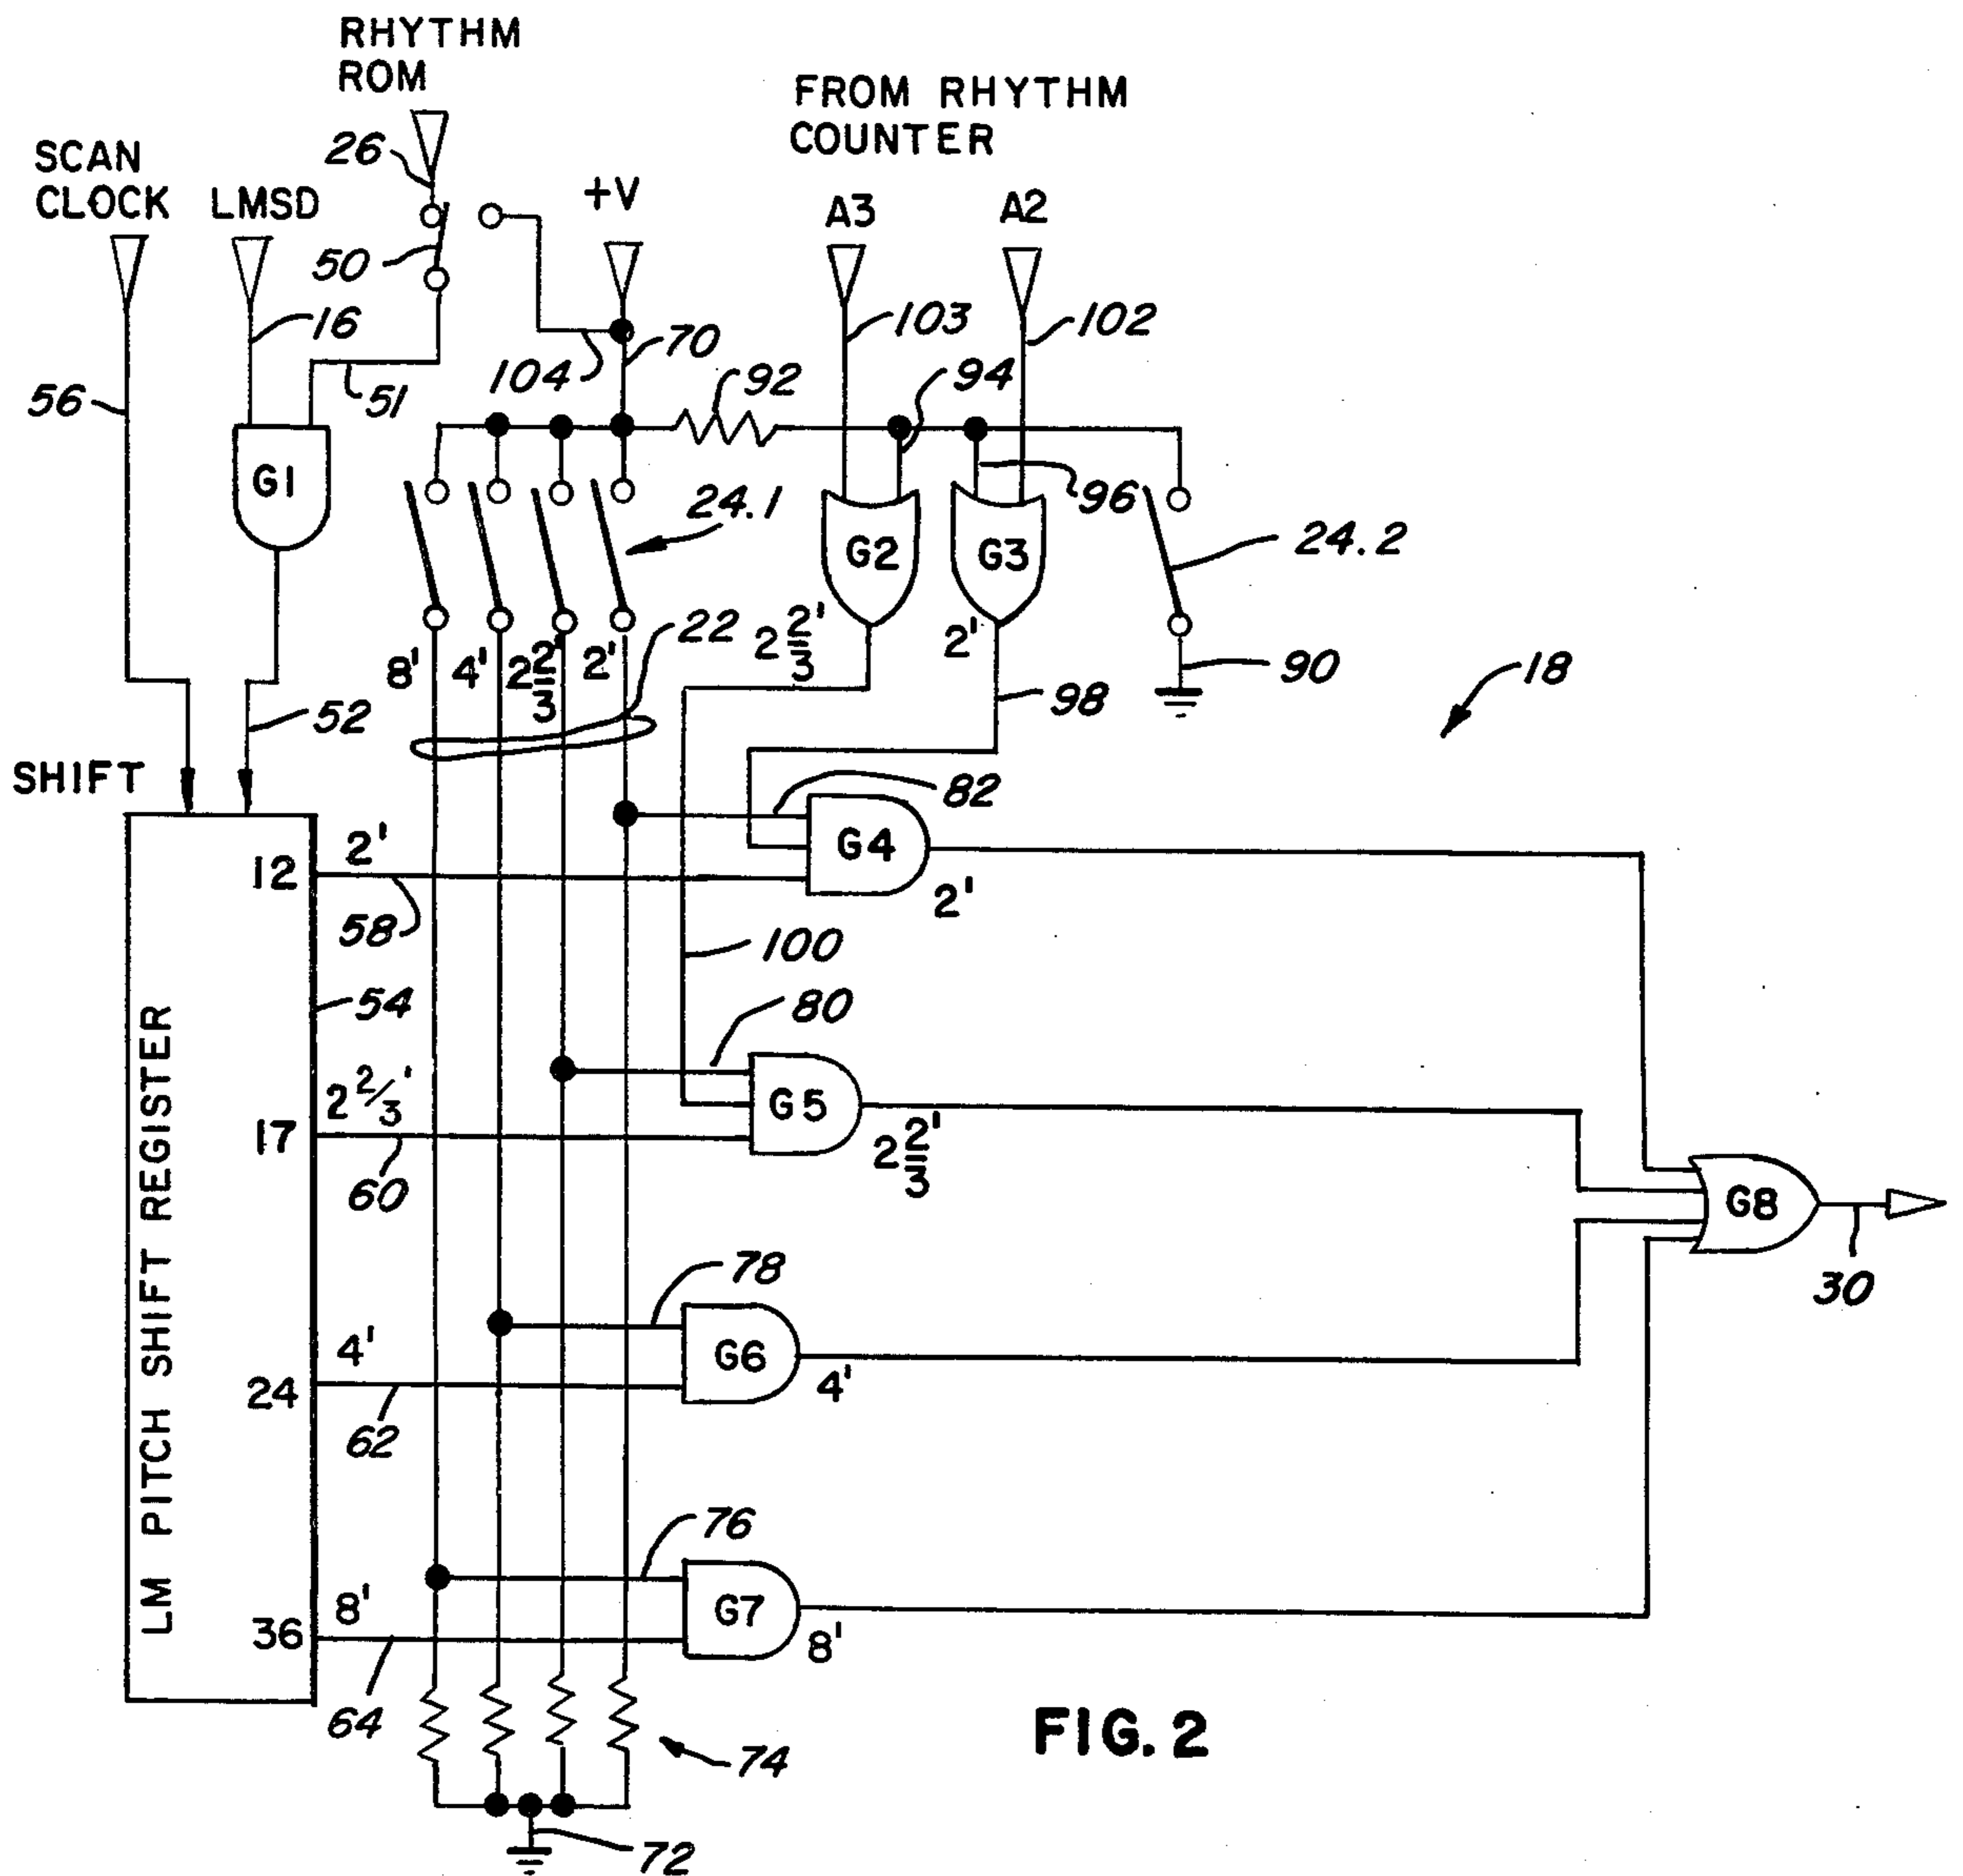 RHYTHM
ROM
FROM RHYTHM
COUNTER
SCAN
CLOCK
LMSD
26
+V
A3
A2
50
16
103
102
104
70
92
94
56
51
G1
24.1
G2
G3
96
24.2
22
8'
4'
2 2/3'
2'
2 2/3'
2'
90
18
52
98
SHIFT
82
12
2'
G4
2'
58
100
54
80
2 2/3'
17
G5
2 2/3'
60
G8
30
78
4'
24
G6
4'
62
76
8'
36
G7
8'
64
LM PITCH SHIFT REGISTER
74
72
FIG. 2